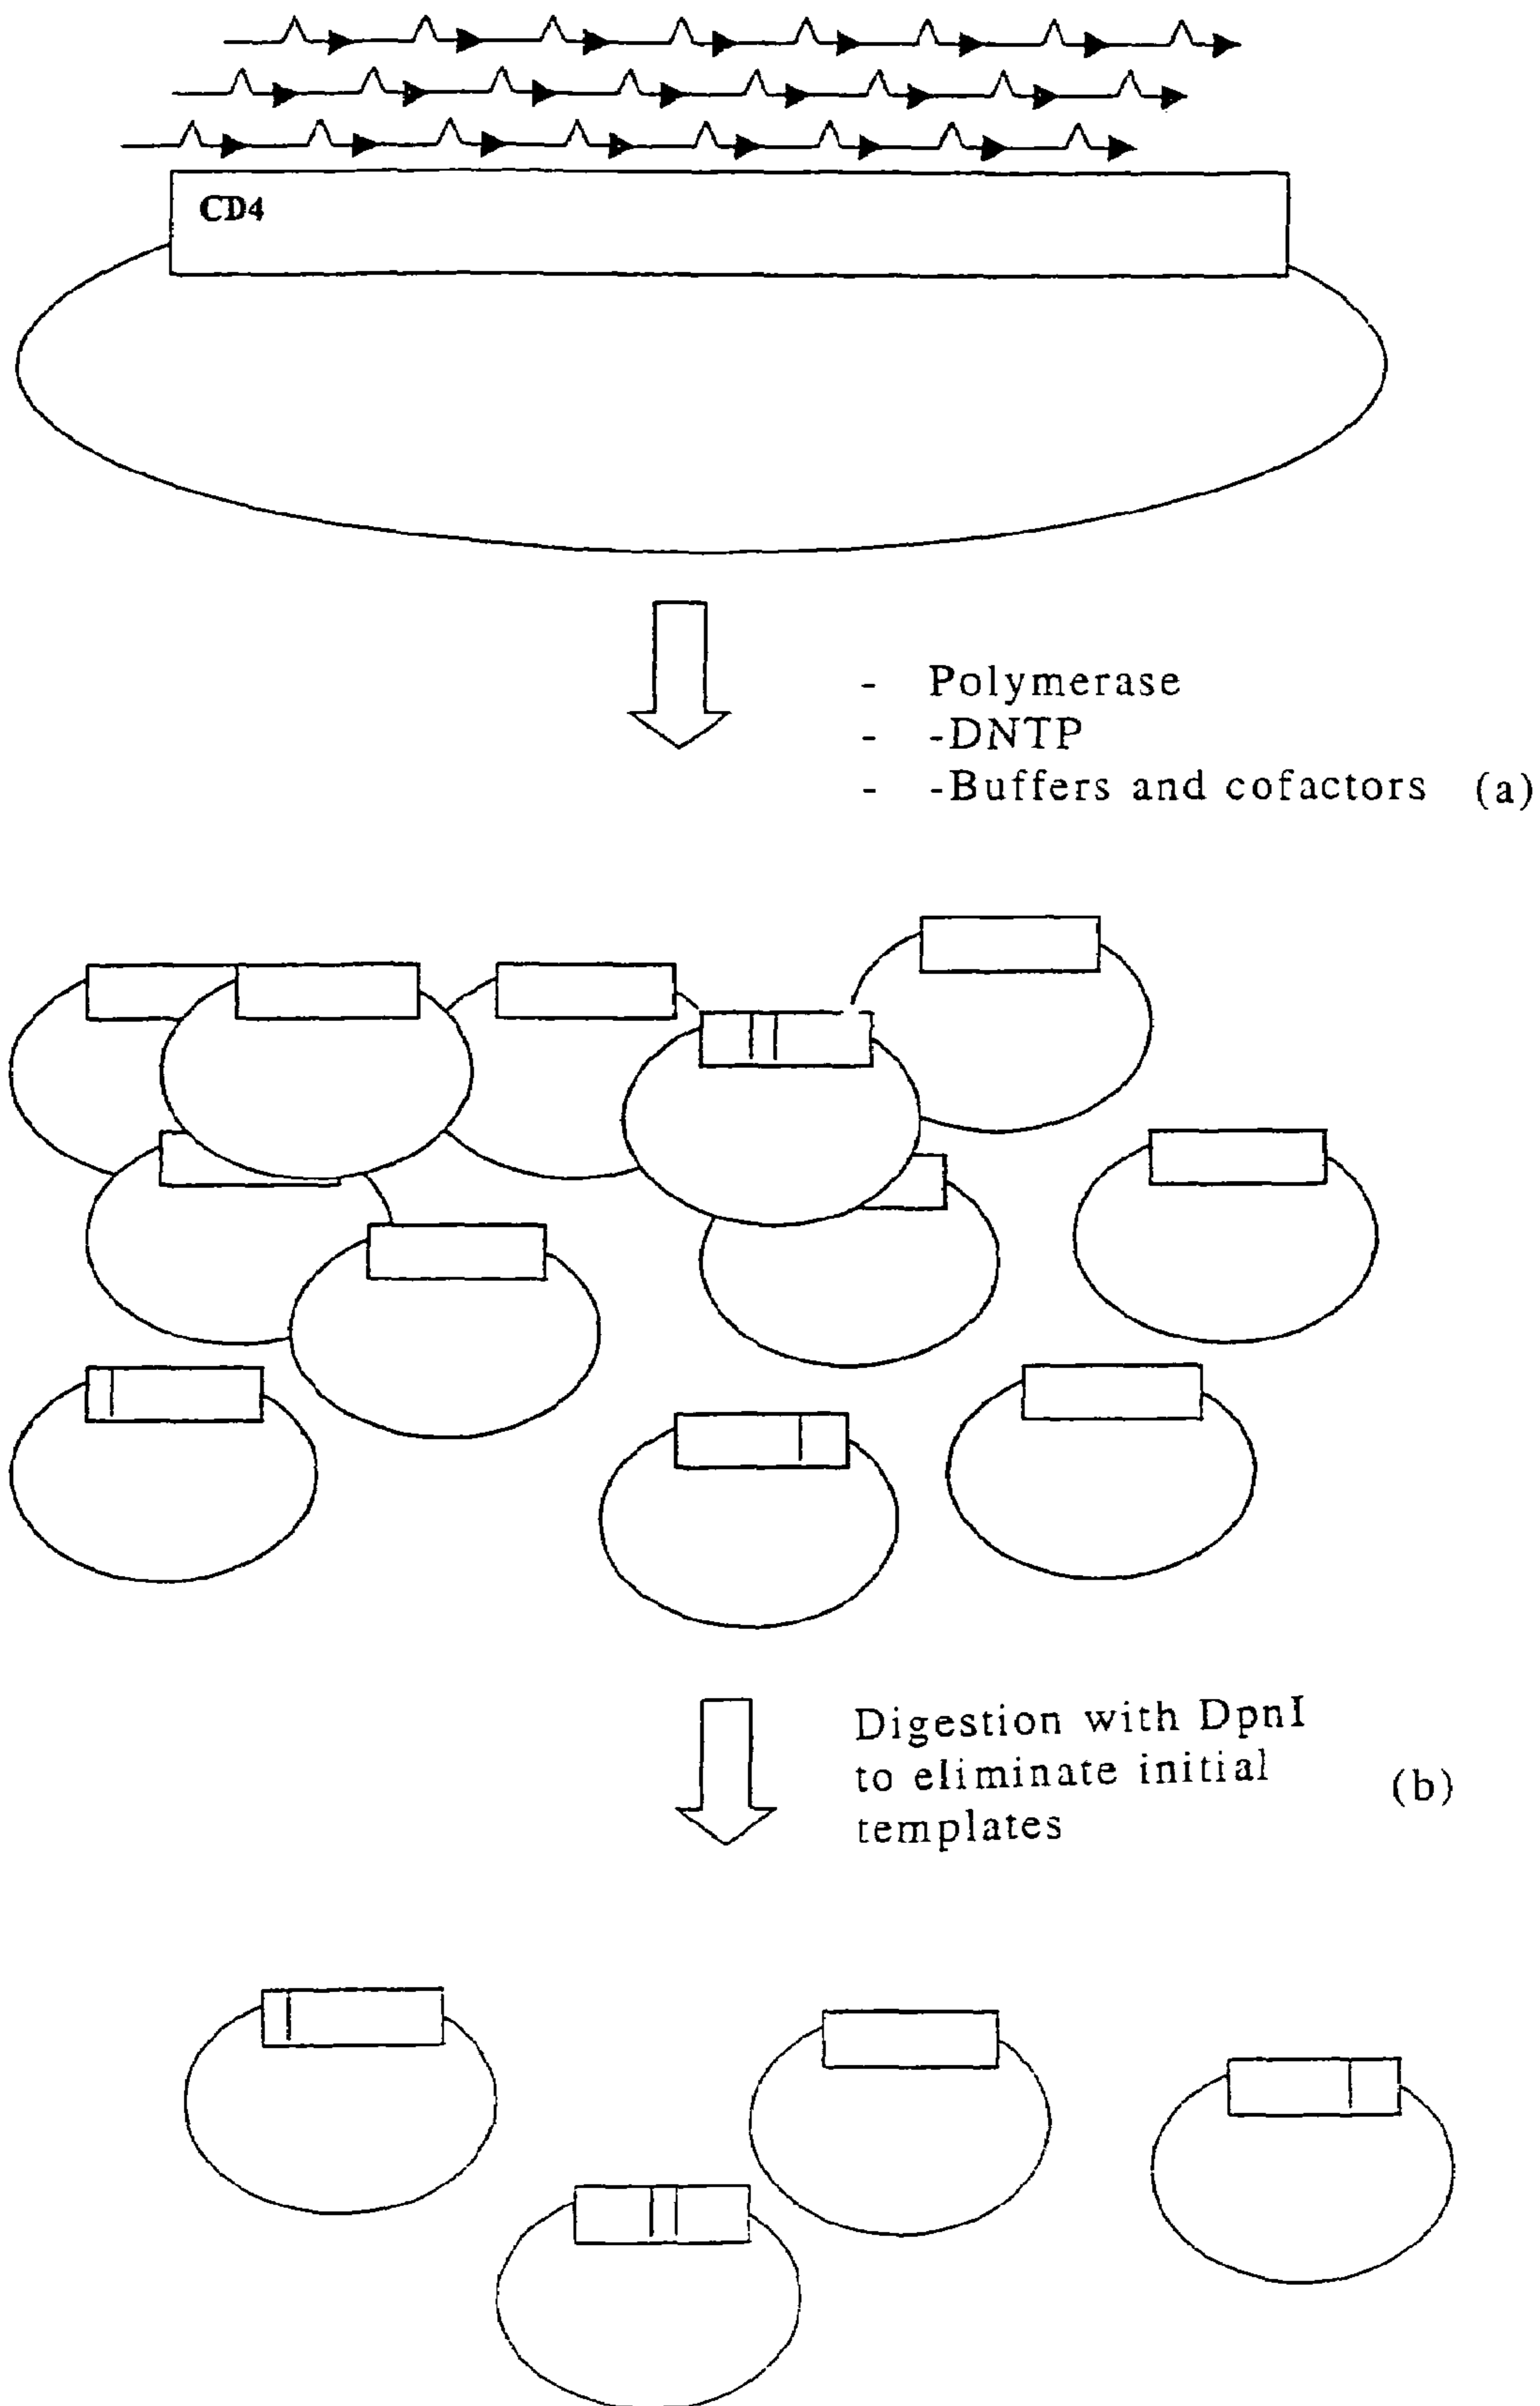 CD4
- Polymerase
- -DNTP
- -Buffers and cofactors (a)
Digestion with DpnI
to eliminate initial
templates
(b)